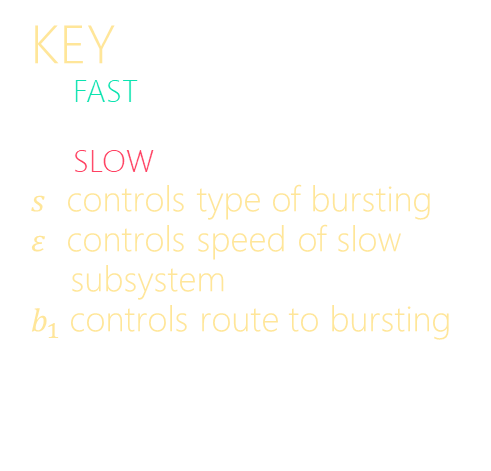 KEY
FAST
SLOW
s controls type of bursting
ε controls speed of slow
subsystem
b₁ controls route to bursting